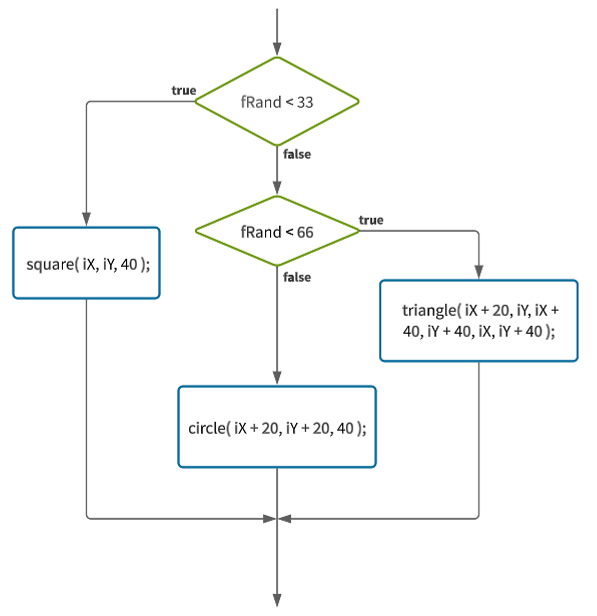 true
fRand < 33
false
true
fRand < 66
square( iX, iY, 40 );
false
triangle( iX + 20, iY, iX +
40, iY + 40, iX, iY + 40 );
circle( iX + 20, iY + 20, 40 );